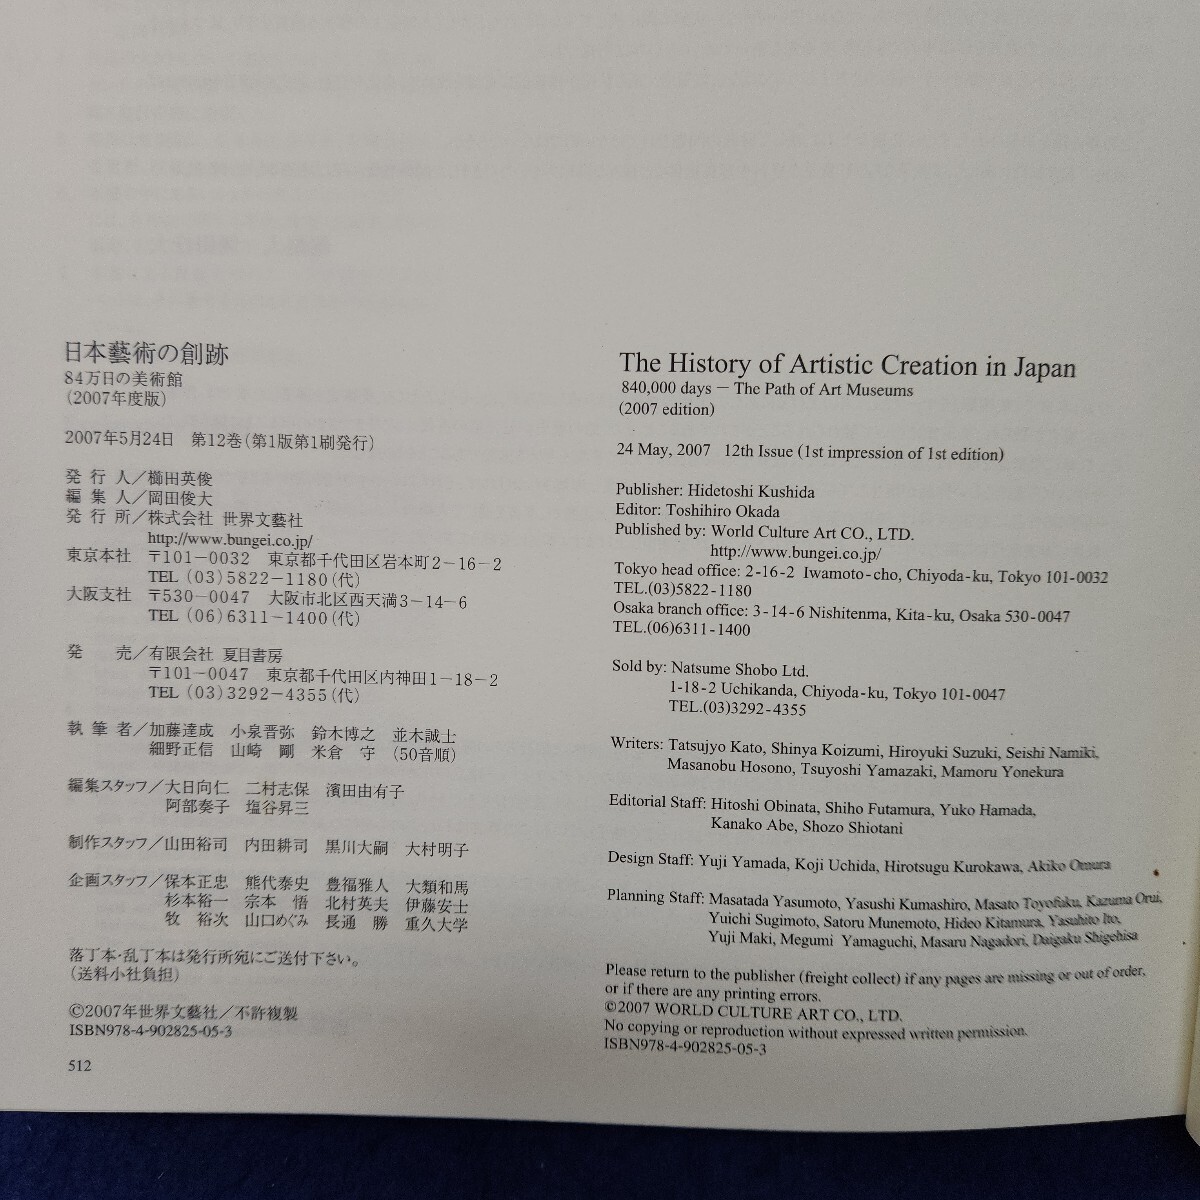 日本藝術の創跡
84万日の美術館
(2007年度版)
2007年5月24日　第12巻(第1版第1刷発行)
発 行 人／櫛田英俊
編 集 人／岡田俊大
発 行 所／株式会社 世界文藝社
http://www.bungei.co.jp/
東京本社　〒101－0032　東京都千代田区岩本町2－16－2
TEL (03)5822－1180(代)
大阪支社　〒530－0047　大阪市北区西天満3－14－6
TEL (06)6311－1400(代)
発　　売／有限会社 夏目書房
〒101－0047　東京都千代田区内神田1－18－2
TEL (03)3292－4355(代)
執 筆 者／加藤達成　小泉晋弥　鈴木博之　並木誠士
細野正信　山崎　剛　米倉　守　(50音順)
編集スタッフ／大日向仁　二村志保　濱田由有子
阿部奏子　塩谷昇三
制作スタッフ／山田裕司　内田耕司　黒川大嗣　大村明子
企画スタッフ／保本正忠　熊代泰史　豊福雅人　大類和馬
杉本裕一　宗本　悟　北村英夫　伊藤安士
牧　裕次　山口めぐみ　長通　勝　重久大学
落丁本・乱丁本は発行所宛にご送付下さい。
(送料小社負担)
©2007年世界文藝社／不許複製
ISBN978-4-902825-05-3
512
The History of Artistic Creation in Japan
840,000 days － The Path of Art Museums
(2007 edition)
24 May, 2007　12th Issue (1st impression of 1st edition)
Publisher: Hidetoshi Kushida
Editor: Toshihiro Okada
Published by: World Culture Art CO., LTD.
http://www.bungei.co.jp/
Tokyo head office: 2-16-2 Iwamoto-cho, Chiyoda-ku, Tokyo 101-0032
TEL.(03)5822-1180
Osaka branch office: 3-14-6 Nishitenma, Kita-ku, Osaka 530-0047
TEL.(06)6311-1400
Sold by: Natsume Shobo Ltd.
1-18-2 Uchikanda, Chiyoda-ku, Tokyo 101-0047
TEL.(03)3292-4355
Writers: Tatsujyo Kato, Shinya Koizumi, Hiroyuki Suzuki, Seishi Namiki,
Masanobu Hosono, Tsuyoshi Yamazaki, Mamoru Yonekura
Editorial Staff: Hitoshi Obinata, Shiho Futamura, Yuko Hamada,
Kanako Abe, Shozo Shiotani
Design Staff: Yuji Yamada, Koji Uchida, Hirotsugu Kurokawa, Akiko Omura
Planning Staff: Masatada Yasumoto, Yasushi Kumashiro, Masato Toyofuku, Kazuma Orui,
Yuichi Sugimoto, Satoru Munemoto, Hideo Kitamura, Yasuhito Ito,
Yuji Maki, Megumi Yamaguchi, Masaru Nagadori, Daigaku Shigehisa
Please return to the publisher (freight collect) if any pages are missing or out of order,
or if there are any printing errors.
©2007 WORLD CULTURE ART CO., LTD.
No copying or reproduction without expressed written permission.
ISBN978-4-902825-05-3